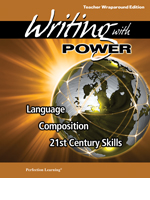 Teacher Wraparound Edition
Writing with
POWER
Language
Composition
21st Century Skills
Perfection Learning®